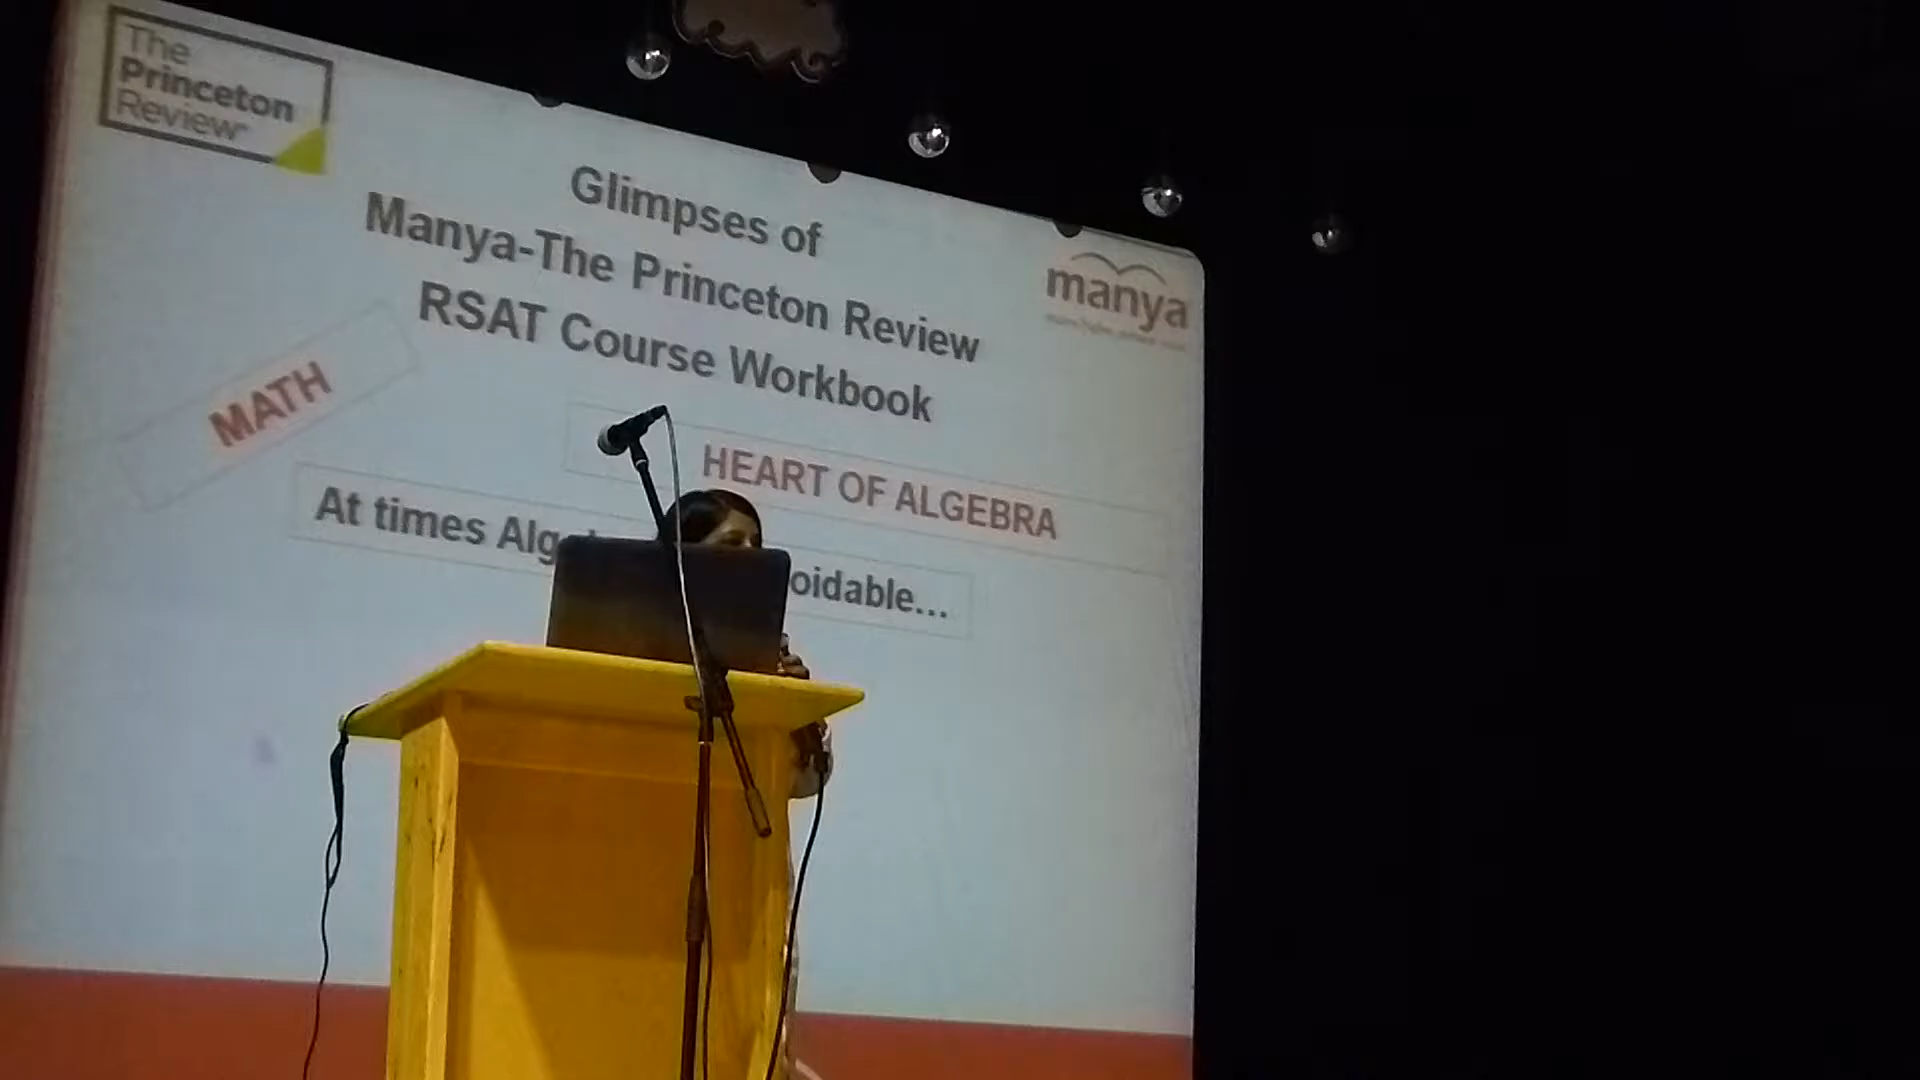 The
Princeton
Review
Glimpses of
Manya-The Princeton Review
RSAT Course Workbook
manya
MATH
HEART OF ALGEBRA
At times Alg oidable...